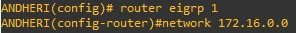 ANDHERI(config)# router eigrp 1
ANDHERI(config-router)#network 172.16.0.0